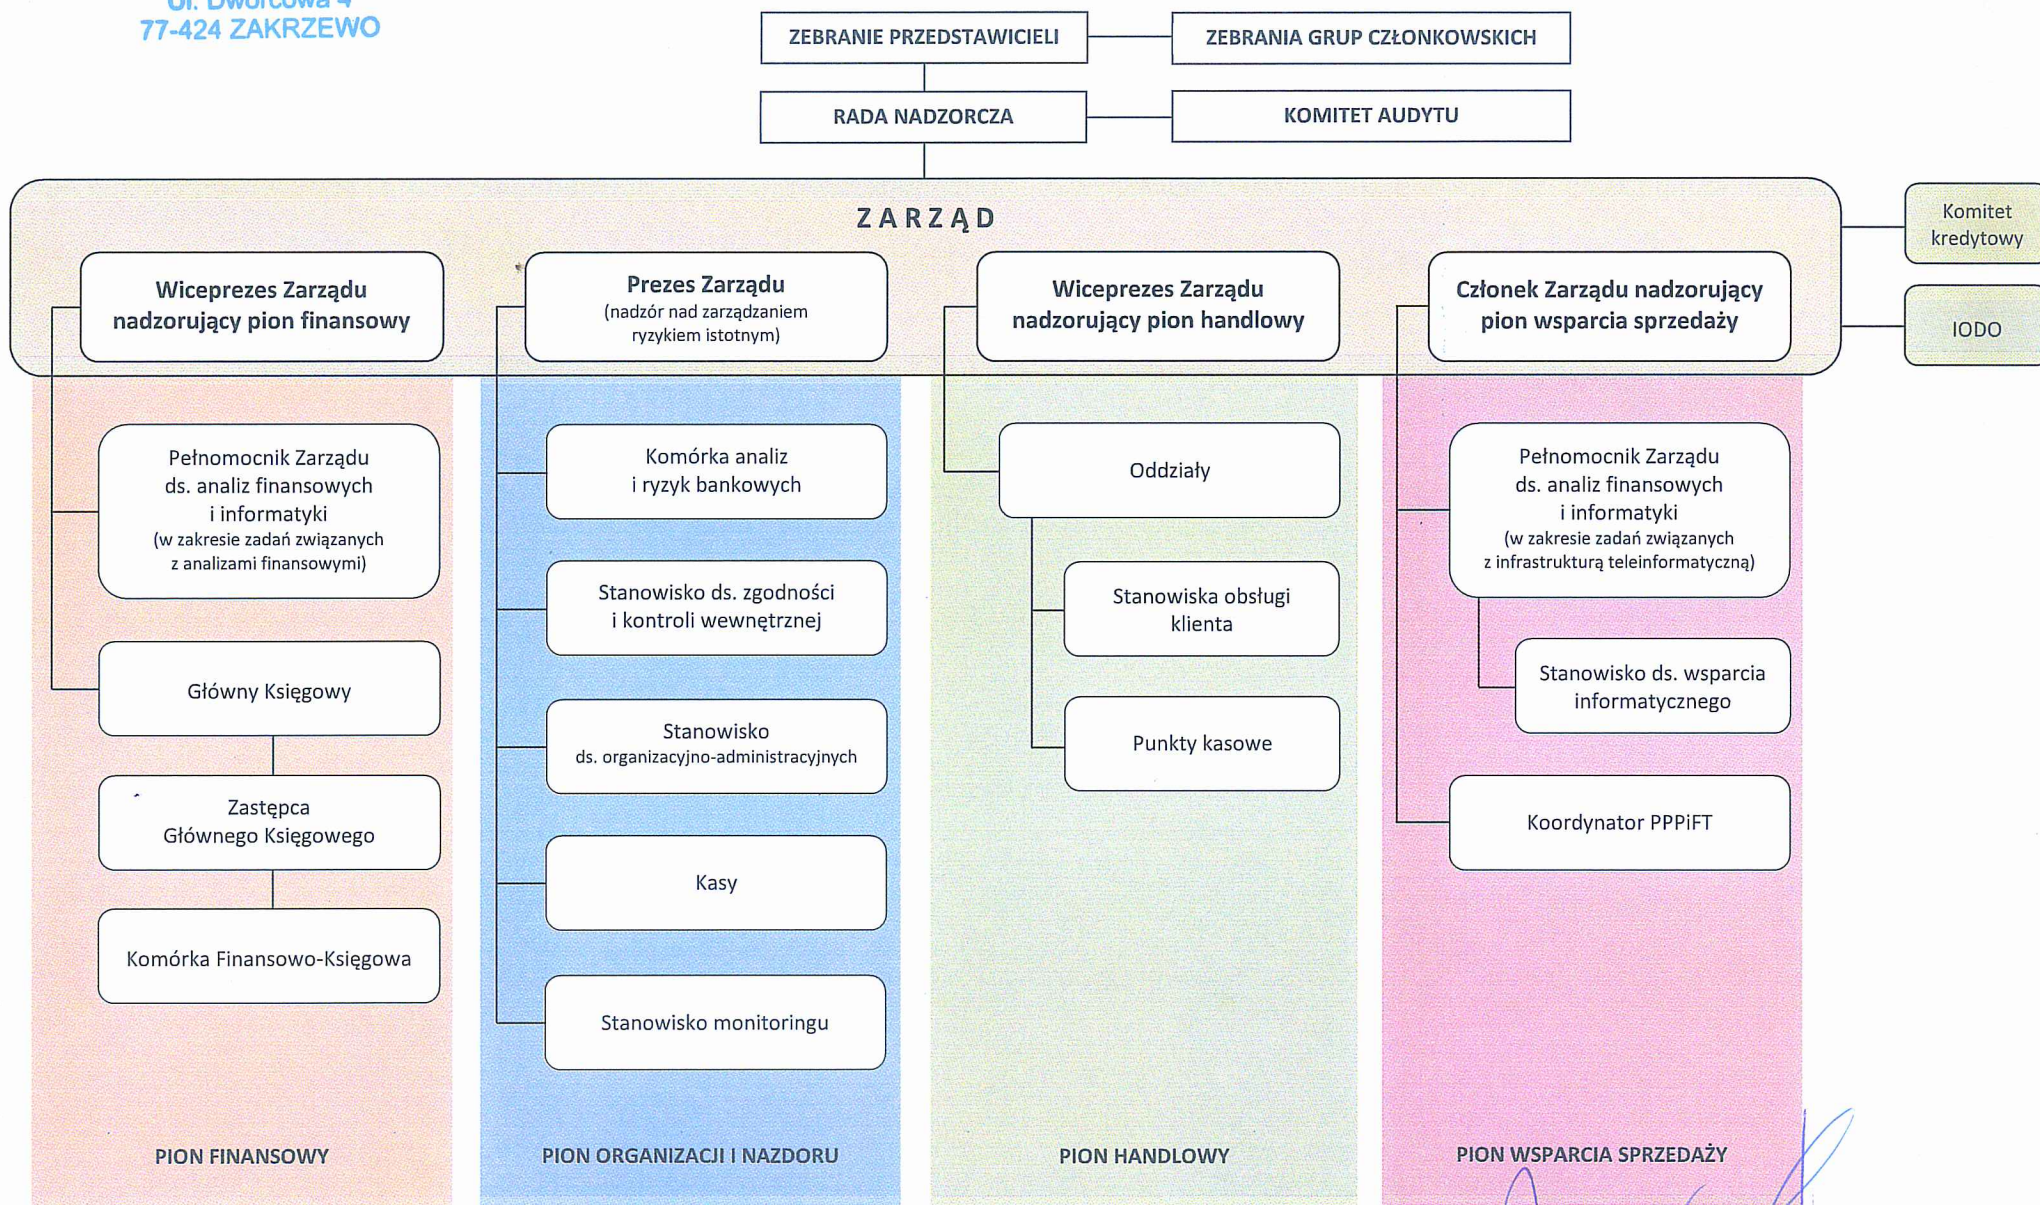 Ul. Dworcowa 4
77-424 ZAKRZEWO
ZEBRANIE PRZEDSTAWICIELI
ZEBRANIA GRUP CZŁONKOWSKICH
RADA NADZORCZA
KOMITET AUDYTU
ZARZĄD
Komitet
kredytowy
IODO
Wiceprezes Zarządu
nadzorujący pion finansowy
Prezes Zarządu
(nadzór nad zarządzaniem
ryzykiem istotnym)
Wiceprezes Zarządu
nadzorujący pion handlowy
Członek Zarządu nadzorujący
pion wsparcia sprzedaży
Pełnomocnik Zarządu
ds. analiz finansowych
i informatyki
(w zakresie zadań związanych
z analizami finansowymi)
Główny Księgowy
Zastępca
Głównego Księgowego
Komórka Finansowo-Księgowa
PION FINANSOWY
Komórka analiz
i ryzyk bankowych
Stanowisko ds. zgodności
i kontroli wewnętrznej
Stanowisko
ds. organizacyjno-administracyjnych
Kasy
Stanowisko monitoringu
PION ORGANIZACJI I NAZDORU
Oddziały
Stanowiska obsługi
klienta
Punkty kasowe
PION HANDLOWY
Pełnomocnik Zarządu
ds. analiz finansowych
i informatyki
(w zakresie zadań związanych
z infrastrukturą teleinformatyczną)
Stanowisko ds. wsparcia
informatycznego
Koordynator PPPiFT
PION WSPARCIA SPRZEDAŻY